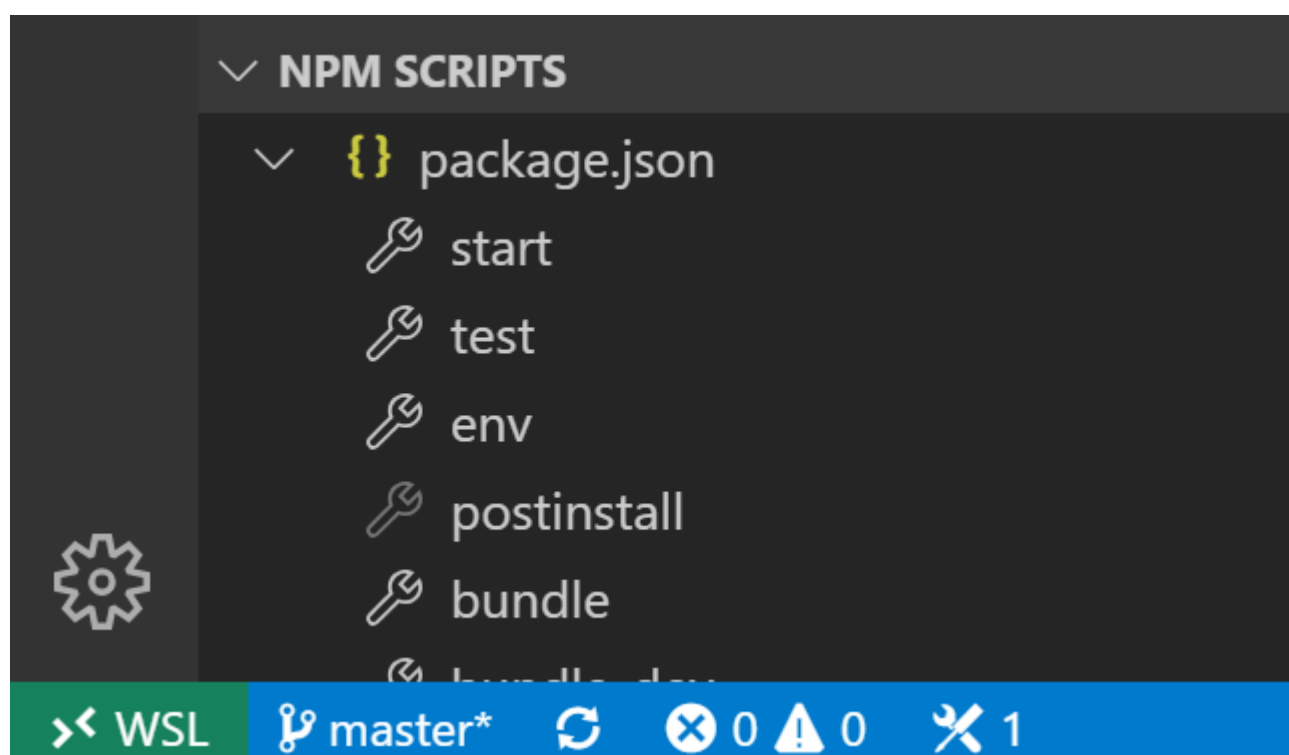 NPM SCRIPTS
{} package.json
start
test
env
postinstall
bundle
WSL master* 0 0 1